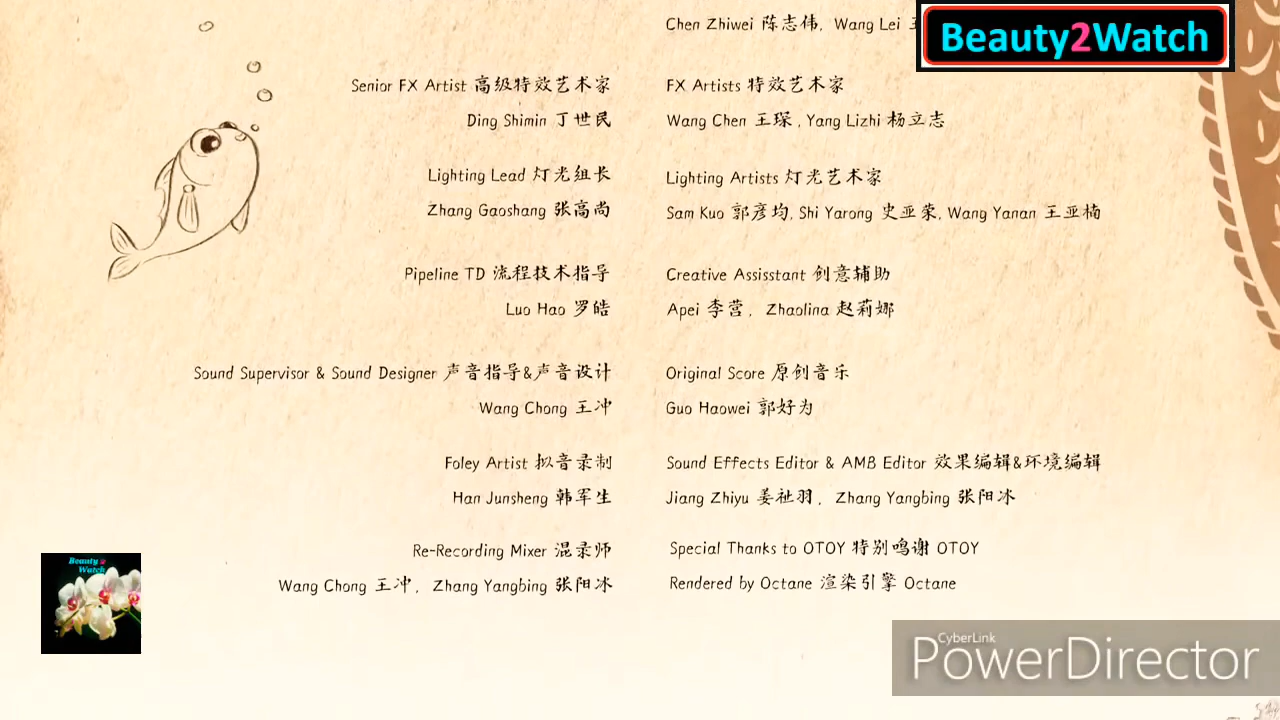 Chen Zhiwei 陈志伟, Wang Lei
Beauty2Watch
Senior FX Artist 高级特效艺术家
Ding Shimin 丁世民
FX Artists 特效艺术家
Wang Chen 王琛, Yang Lizhi 杨立志
Lighting Lead 灯光组长
Zhang Gaoshang 张高尚
Lighting Artists 灯光艺术家
Sam Kuo 郭彦均, Shi Yarong 史亚荣, Wang Yanan 王亚楠
Pipeline TD 流程技术指导
Luo Hao 罗皓
Creative Assisstant 创意辅助
Apei 李营, Zhaolina 赵莉娜
Sound Supervisor & Sound Designer 声音指导&声音设计
Wang Chong 王冲
Original Score 原创音乐
Guo Haowei 郭好为
Foley Artist 拟音录制
Han Junsheng 韩军生
Sound Effects Editor & AMB Editor 效果编辑&环境编辑
Jiang Zhiyu 姜祉羽, Zhang Yangbing 张阳冰
Re-Recording Mixer 混录师
Wang Chong 王冲, Zhang Yangbing 张阳冰
Special Thanks to OTOY 特别鸣谢 OTOY
Rendered by Octane 渲染引擎 Octane
Beauty 2
Watch
CyberLink
PowerDirector